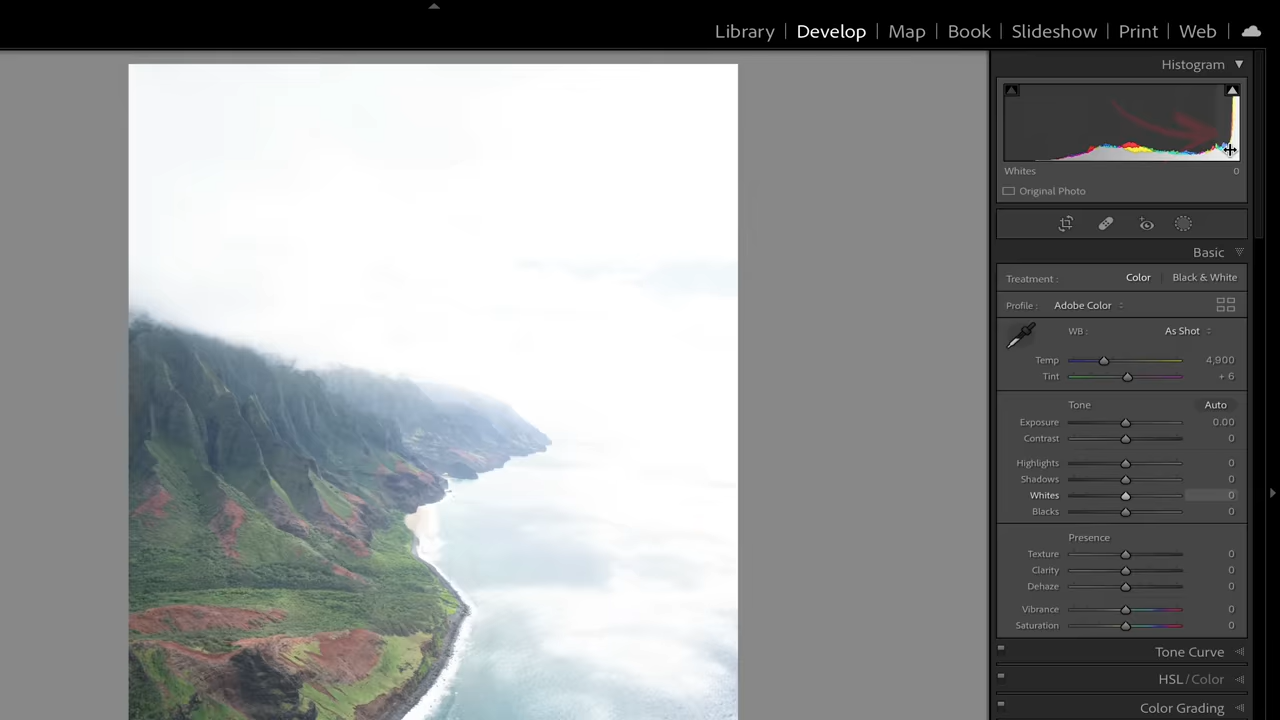 Library | Develop | Map | Book | Slideshow | Print | Web |
Histogram
Whites 0
Original Photo
Basic
Treatment : Color Black & White
Profile : Adobe Color
WB : As Shot
Temp 4,900
Tint + 6
Tone Auto
Exposure 0.00
Contrast 0
Highlights 0
Shadows 0
Whites 0
Blacks 0
Presence
Texture 0
Clarity 0
Dehaze 0
Vibrance 0
Saturation 0
Tone Curve
HSL / Color
Color Grading